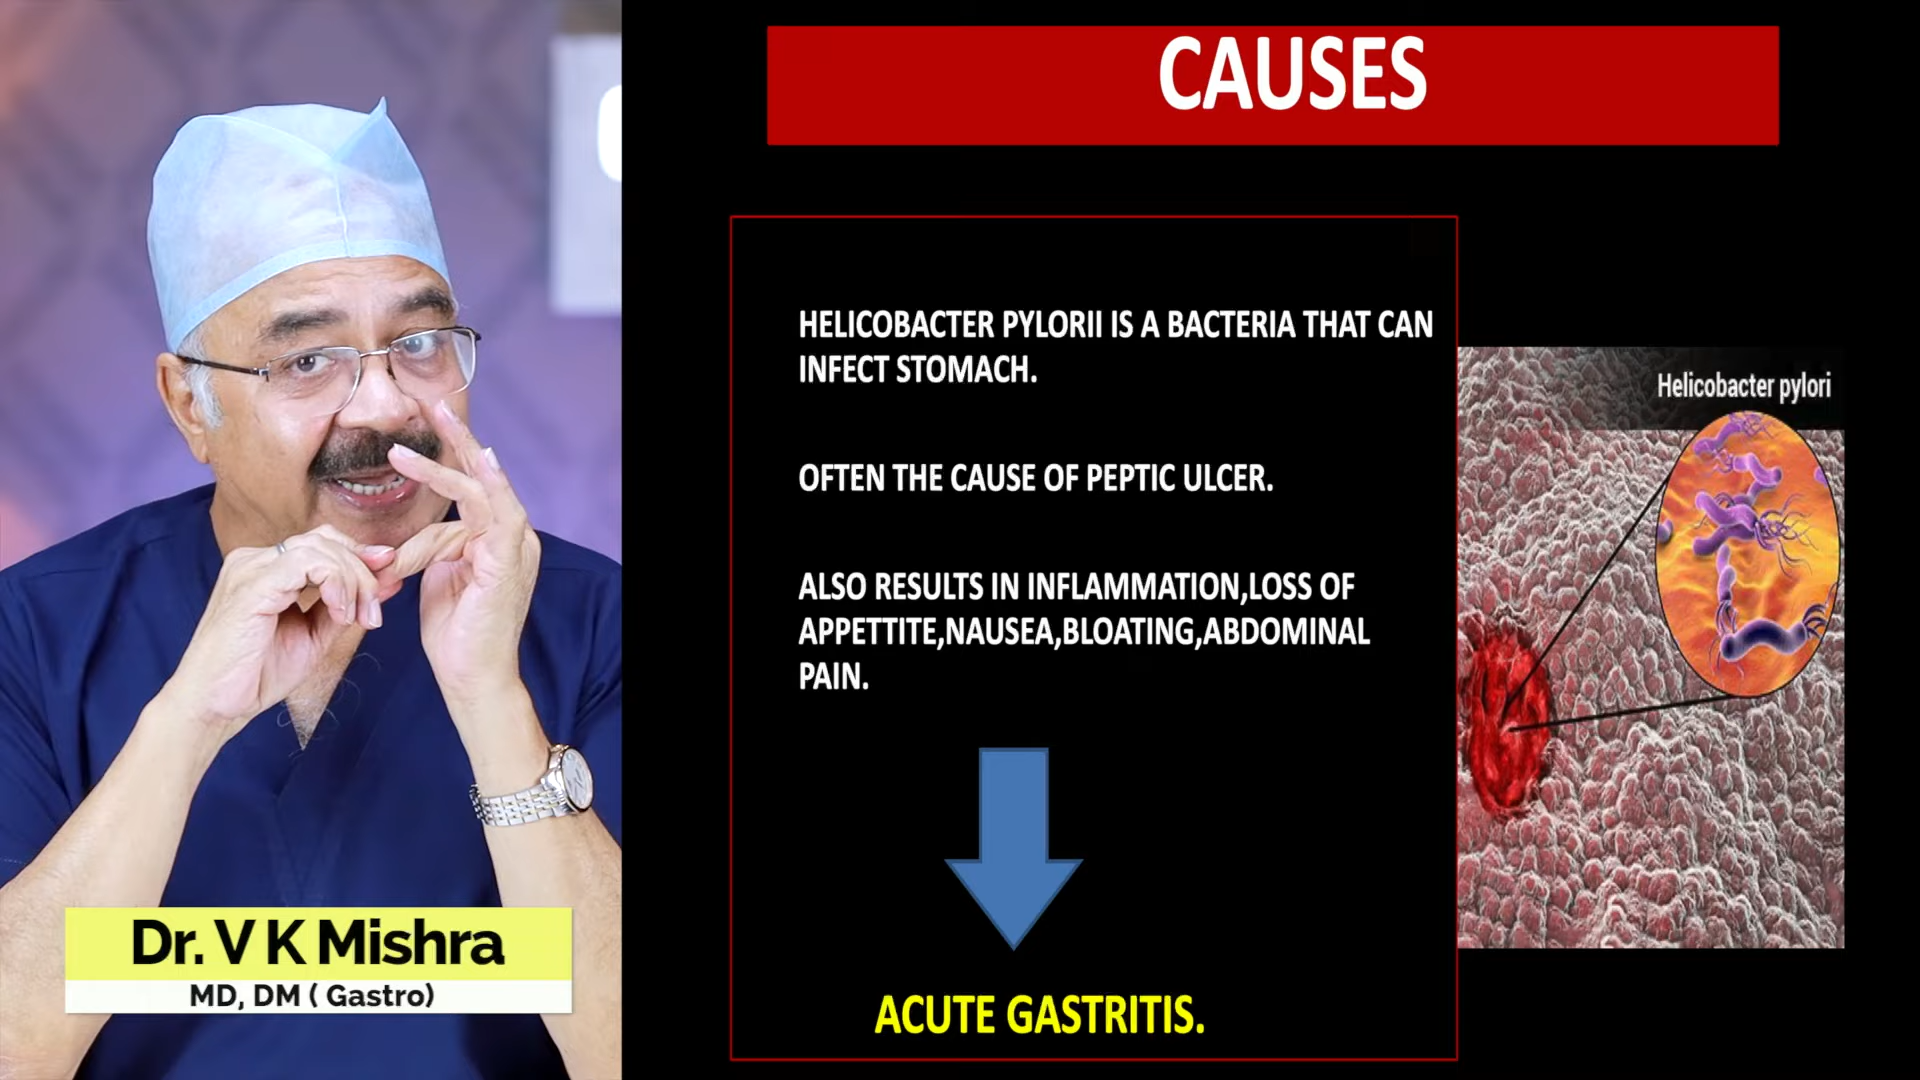 CAUSES
HELICOBACTER PYLORII IS A BACTERIA THAT CAN
INFECT STOMACH.
OFTEN THE CAUSE OF PEPTIC ULCER.
ALSO RESULTS IN INFLAMMATION,LOSS OF
APPETTITE,NAUSEA,BLOATING,ABDOMINAL
PAIN.
ACUTE GASTRITIS.
Helicobacter pylori
Dr. V K Mishra
MD, DM ( Gastro)